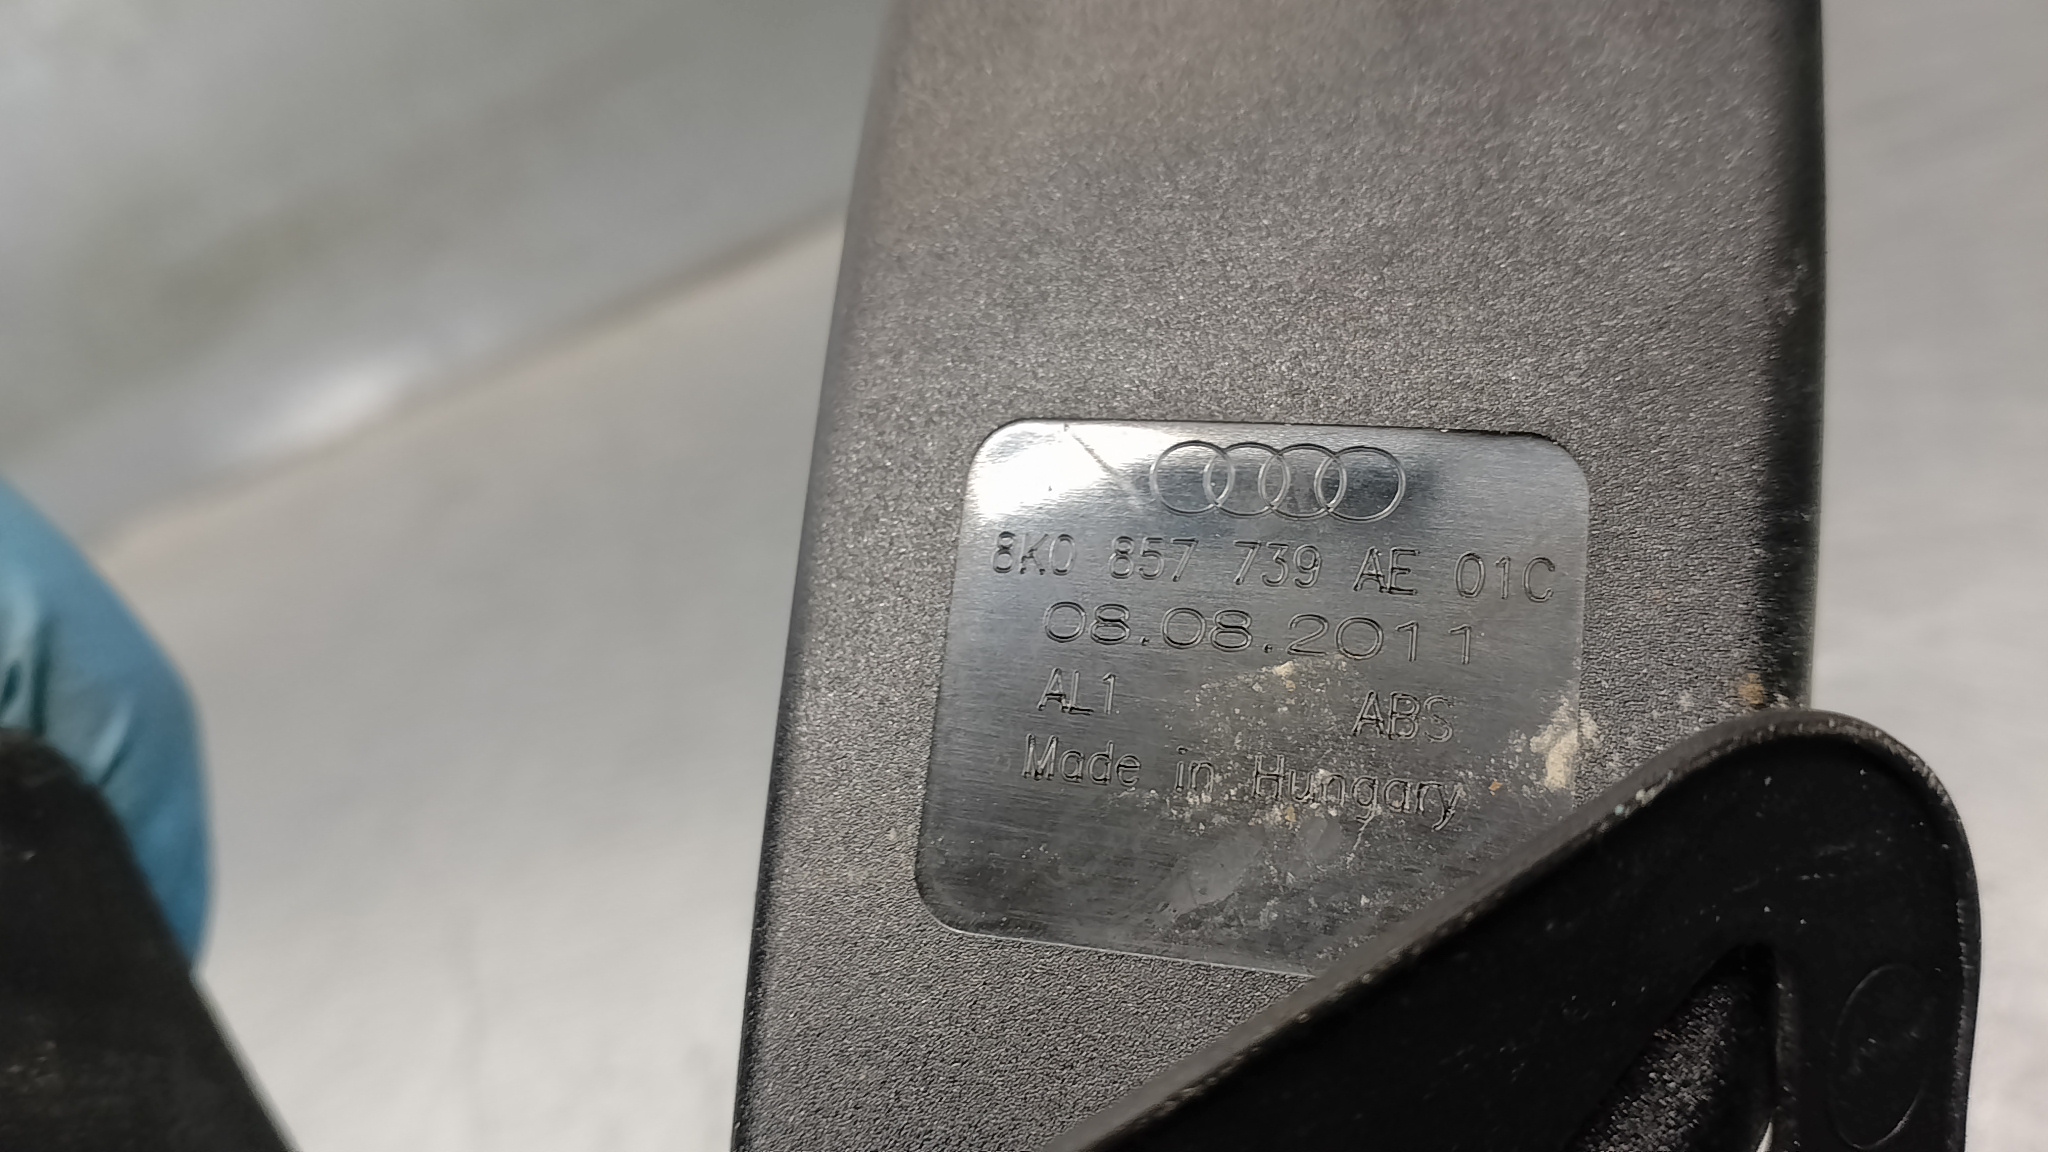 8K0 857 739 AE 01C
08.08.2011
AL1 ABS
Made in Hungary